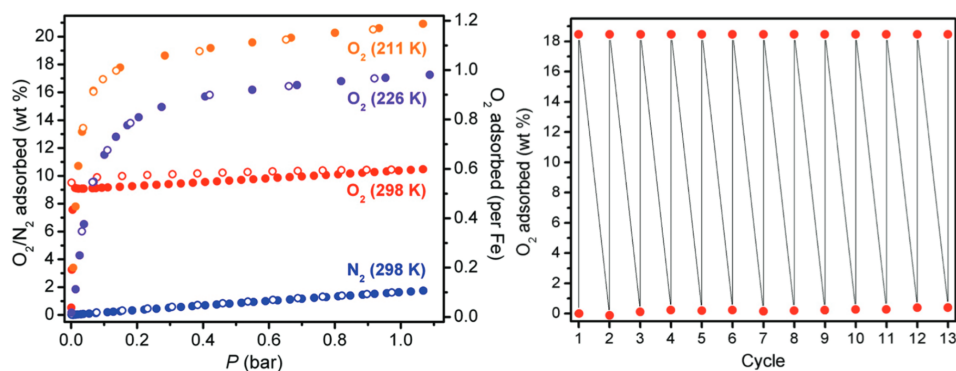 O2/N2 adsorbed (wt %)
20
18
16
14
12
10
8
6
4
2
0
O2 (211 K)
O2 (226 K)
O2 (298 K)
N2 (298 K)
1.2
1.0
0.8
0.6
0.4
0.2
0.0
O2 adsorbed (per Fe)
0.0 0.2 0.4 0.6 0.8 1.0
P (bar)
O2 adsorbed (wt %)
18
16
14
12
10
8
6
4
2
0
1 2 3 4 5 6 7 8 9 10 11 12 13
Cycle